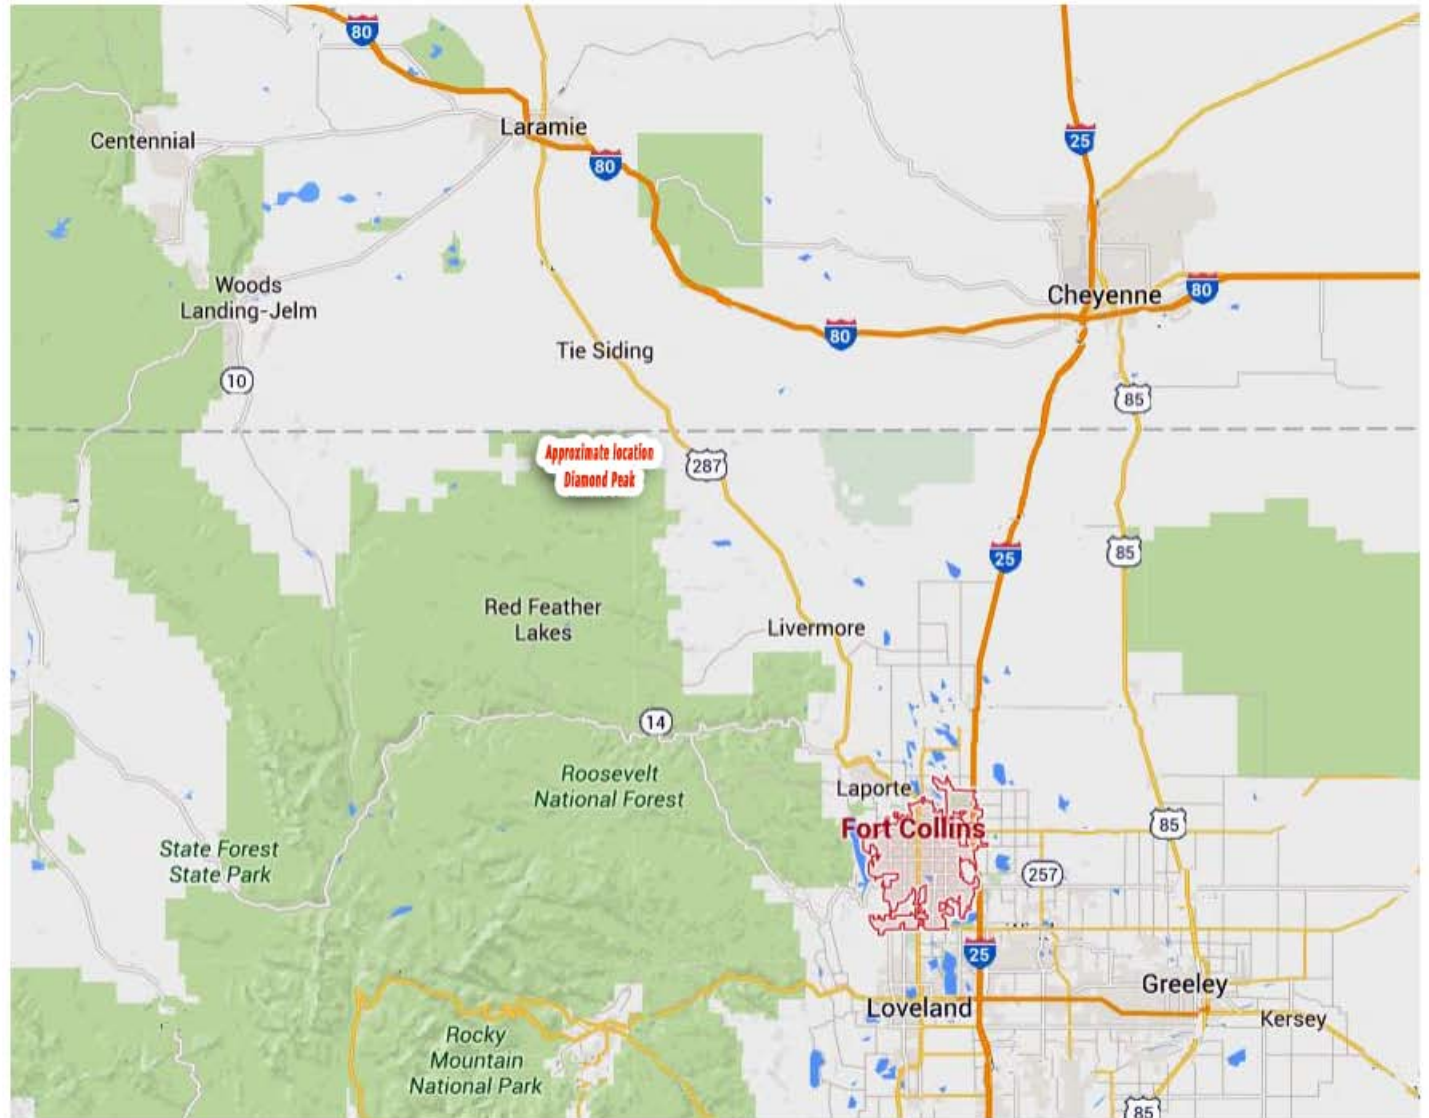 80
25
Centennial
Laramie
80
Woods
Landing-Jelm
Cheyenne
80
80
Tie Siding
10
85
Approximate location
Diamond Peak
287
25
85
Red Feather
Lakes
Livermore
14
Roosevelt
National Forest
Laporte
Fort Collins
85
State Forest
State Park
257
25
Greeley
Loveland
Kersey
Rocky
Mountain
National Park
85